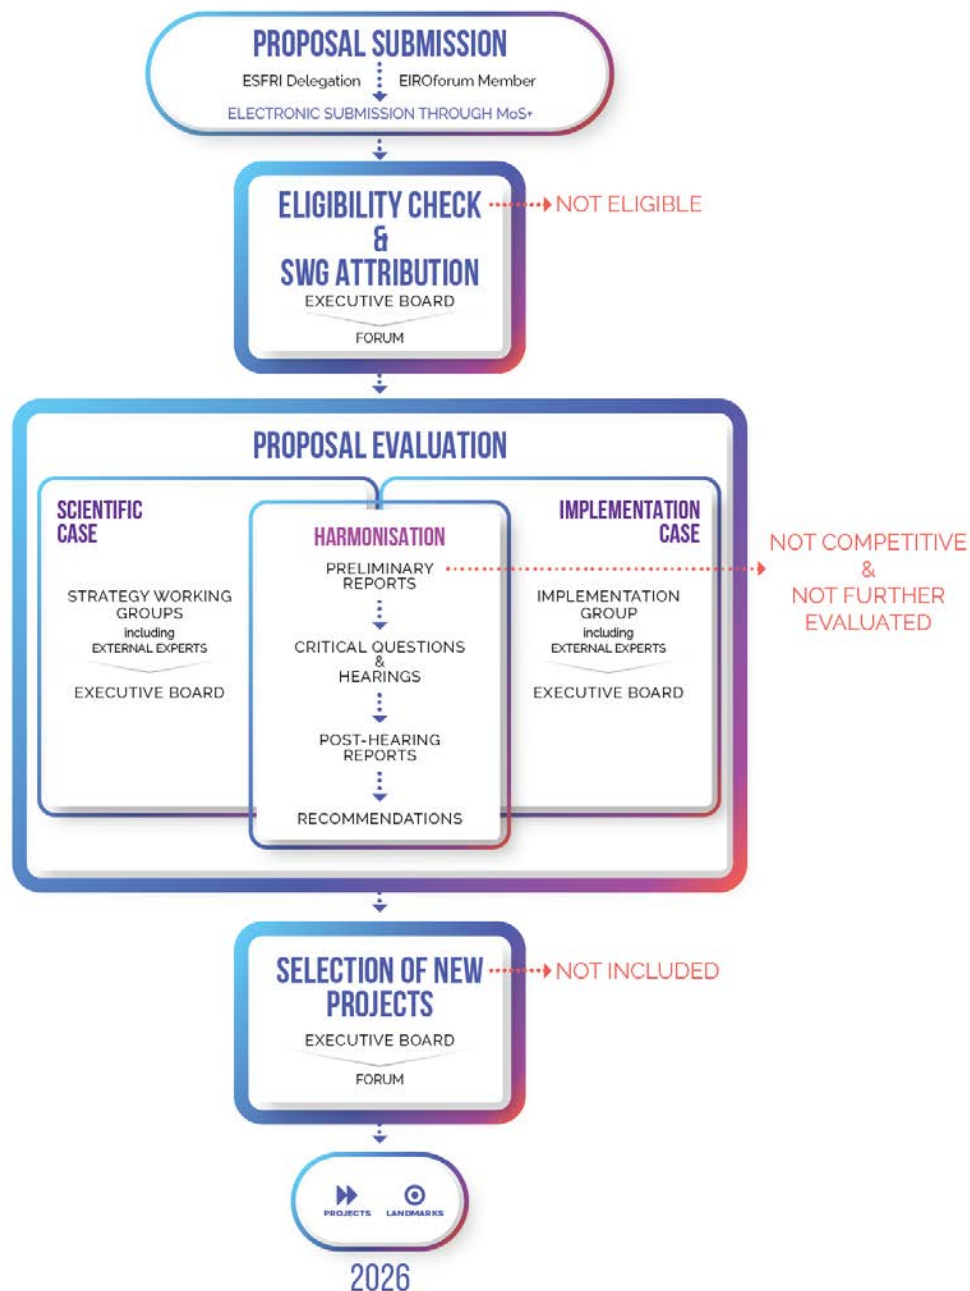 PROPOSAL SUBMISSION
ESFRI Delegation EIROforum Member
ELECTRONIC SUBMISSION THROUGH MoS+
ELIGIBILITY CHECK
&
SWG ATTRIBUTION
EXECUTIVE BOARD
FORUM
NOT ELIGIBLE
PROPOSAL EVALUATION
SCIENTIFIC
CASE
STRATEGY WORKING
GROUPS
including
EXTERNAL EXPERTS
EXECUTIVE BOARD
HARMONISATION
PRELIMINARY
REPORTS
CRITICAL QUESTIONS
&
HEARINGS
POST-HEARING
REPORTS
RECOMMENDATIONS
IMPLEMENTATION
CASE
IMPLEMENTATION
GROUP
including
EXTERNAL EXPERTS
EXECUTIVE BOARD
NOT COMPETITIVE
&
NOT FURTHER
EVALUATED
SELECTION OF NEW
PROJECTS
EXECUTIVE BOARD
FORUM
NOT INCLUDED
PROJECTS LANDMARKS
2026